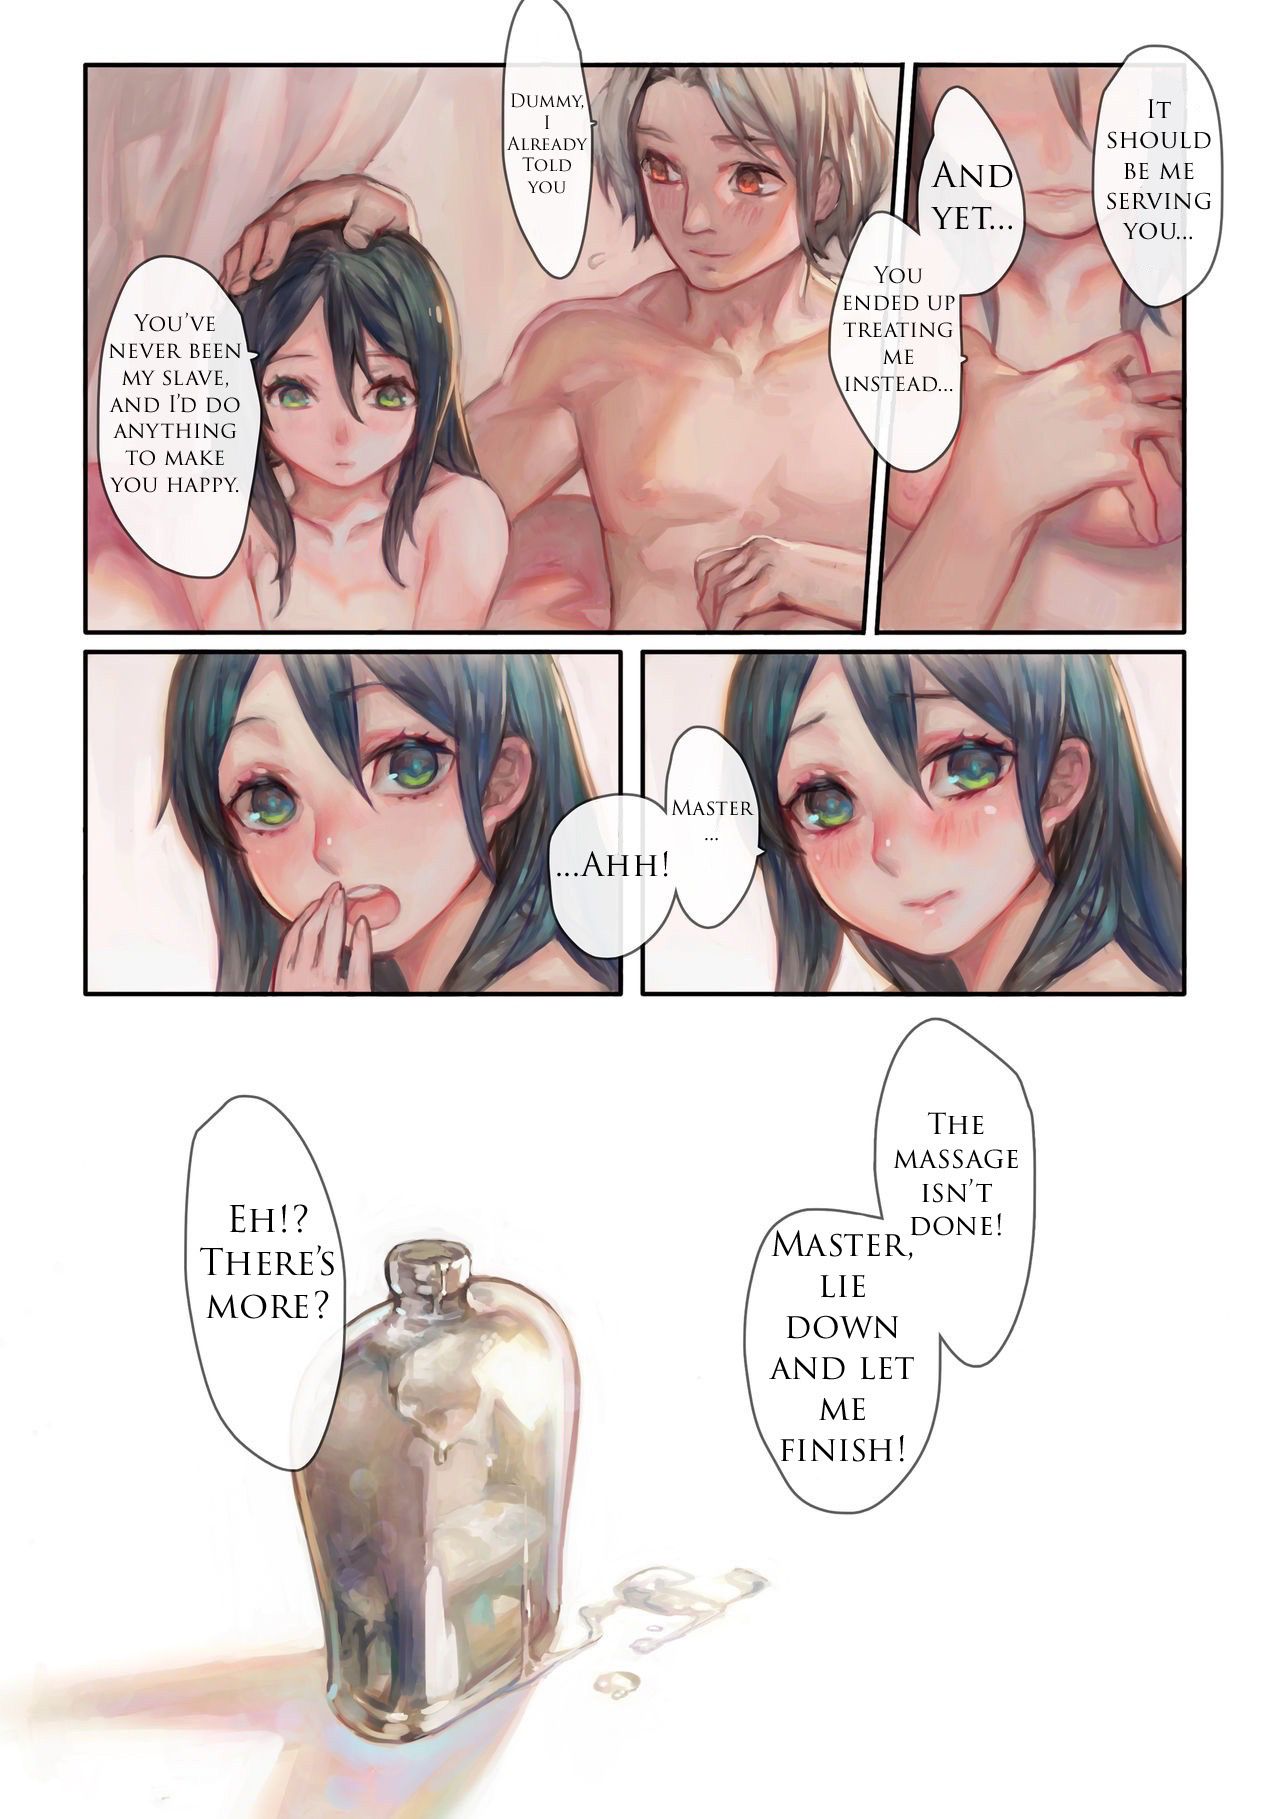 It
should
be me
serving
you...
And
yet...
You
ended up
treating
me
instead...
Dummy,
I
Already
Told
you
You've
never been
my slave,
and I'd do
anything
to make
you happy.
Master
...
...Ahh!
The
massage
isn't
done!
Master,
lie
down
and let
me
finish!
Eh!?
There's
more?